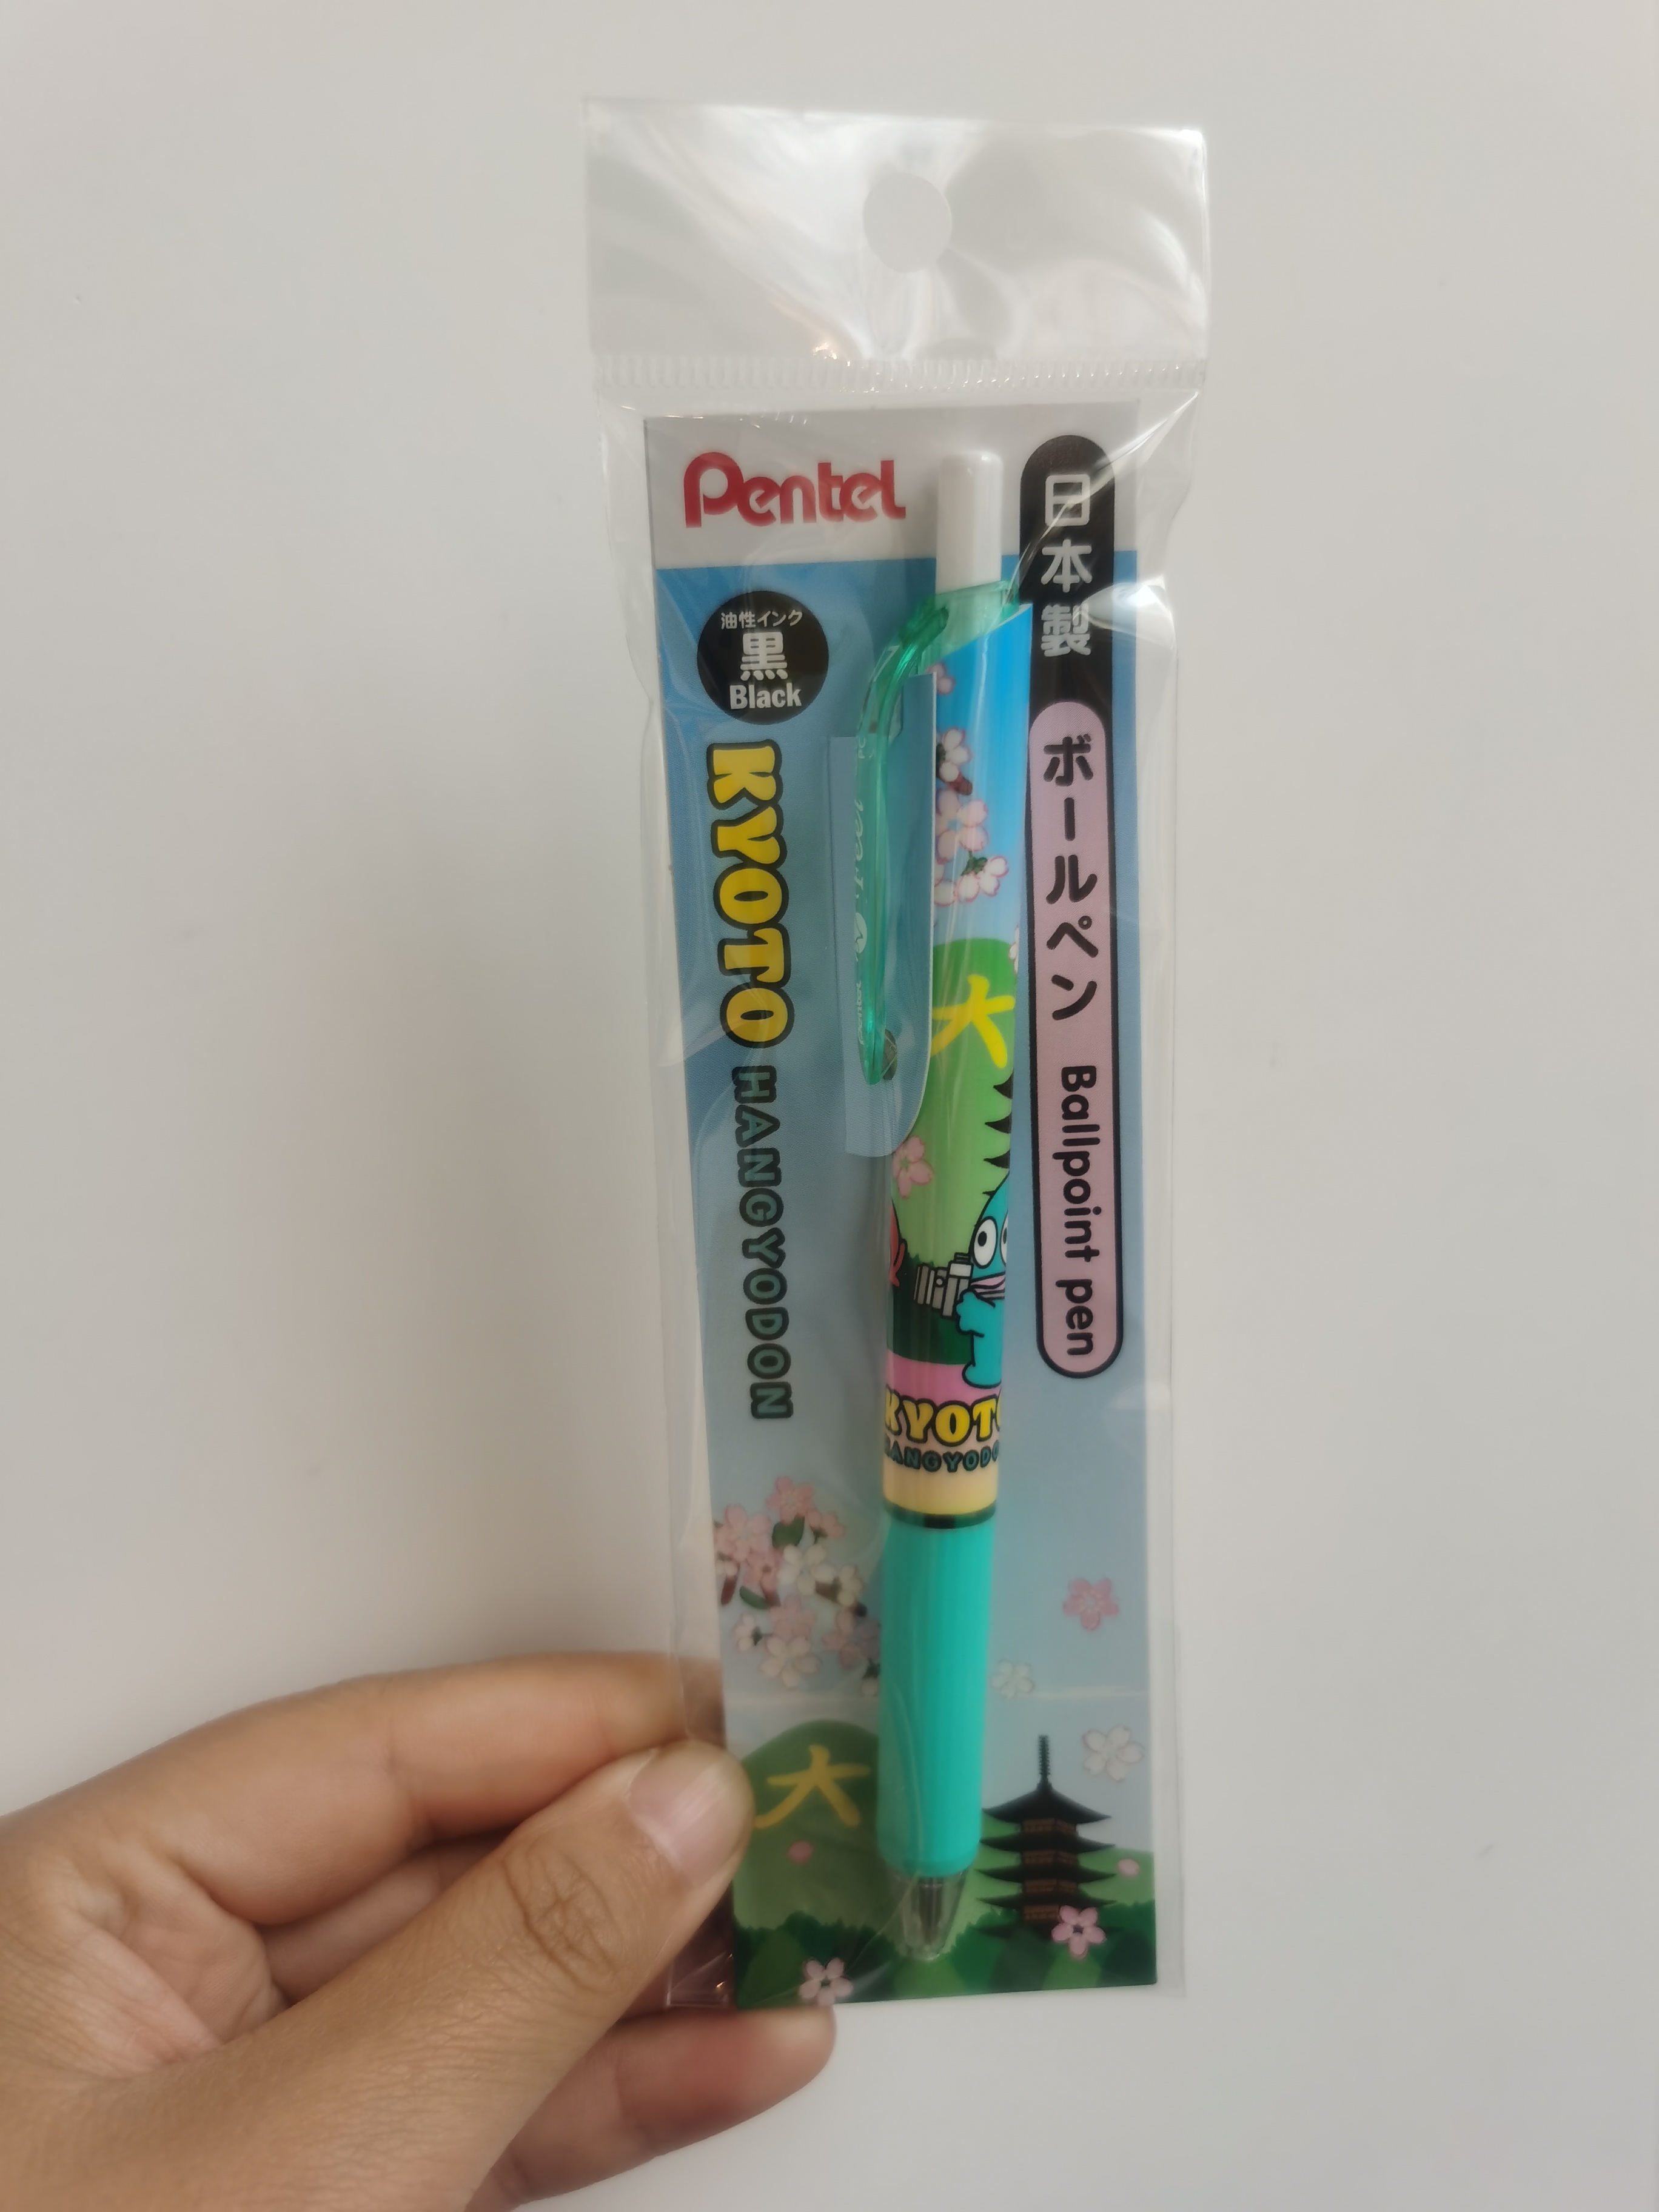 Pentel
日本製
油性インク
黒
Black
ボールペン Ballpoint pen
KYOTO HANGYODON
大
KYOTO
HANGYODO
大